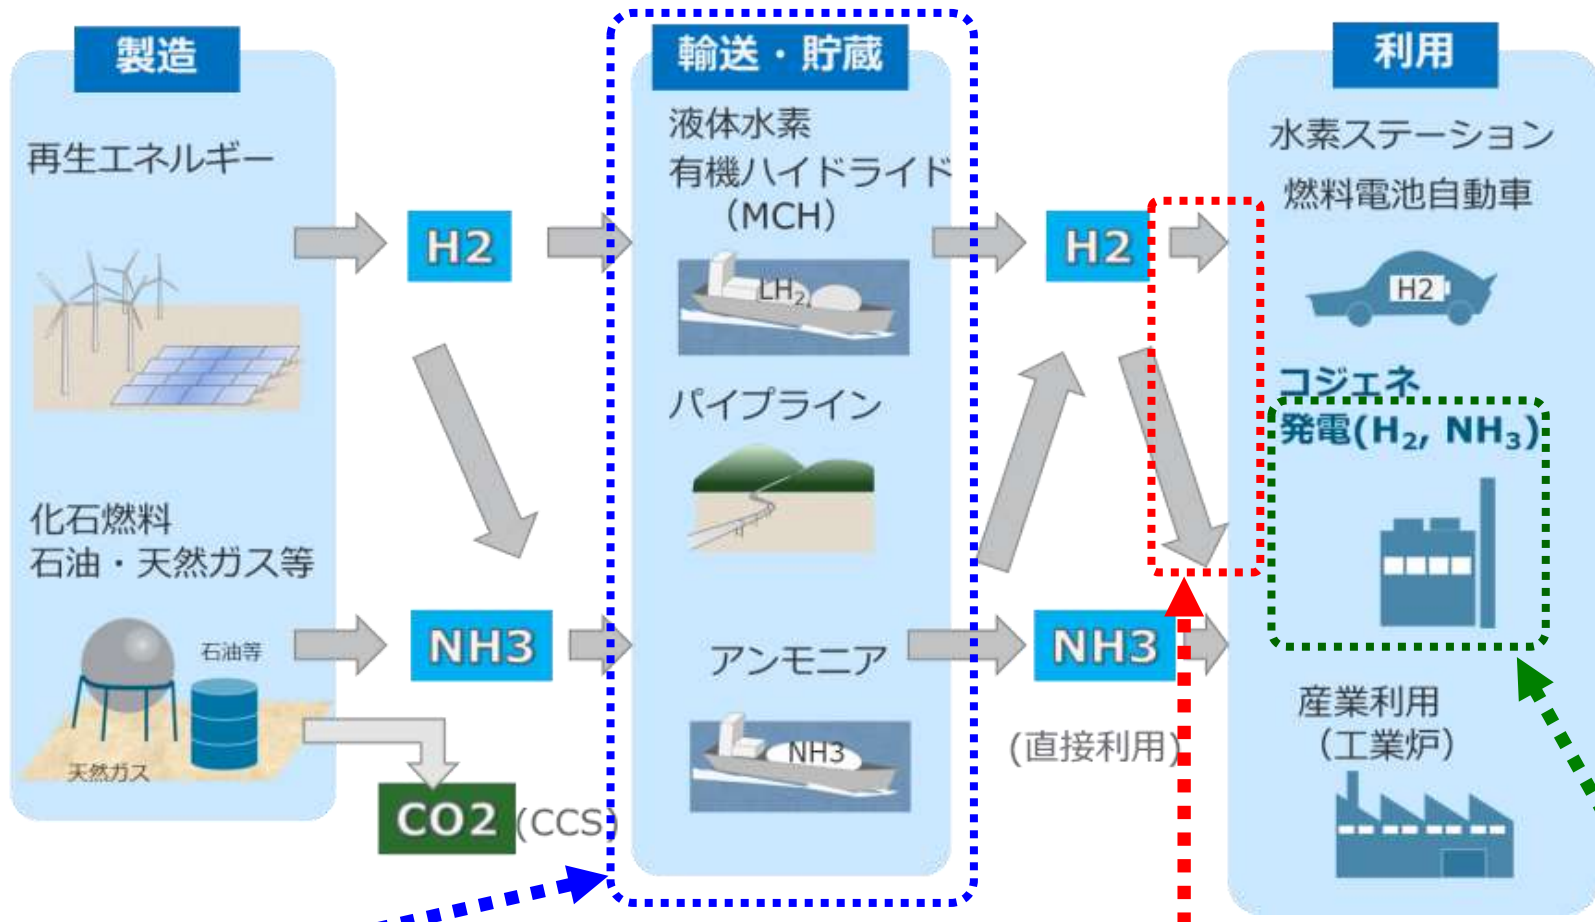 製造
再生エネルギー
化石燃料
石油・天然ガス等
石油等
天然ガス
H2
NH3
CO2 (CCS)
輸送・貯蔵
液体水素
有機ハイドライド
（MCH）
LH₂
パイプライン
アンモニア
NH3
H2
NH3
(直接利用)
利用
水素ステーション
燃料電池自動車
H2
コジェネ
発電(H₂, NH₃)
産業利用
（工業炉）